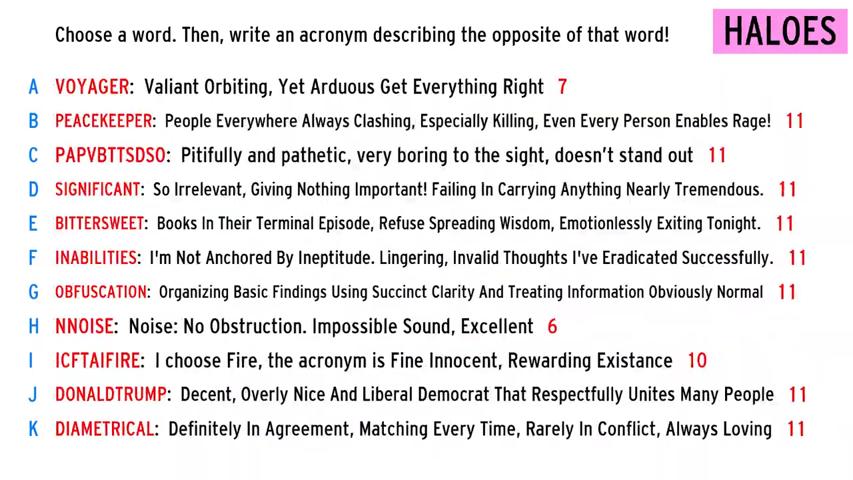 Choose a word. Then, write an acronym describing the opposite of that word!
HALOES
A VOYAGER: Valiant Orbiting, Yet Arduous Get Everything Right 7
B PEACEKEEPER: People Everywhere Always Clashing, Especially Killing, Even Every Person Enables Rage! 11
C PAPVBTTSDSO: Pitifully and pathetic, very boring to the sight, doesn't stand out 11
D SIGNIFICANT: So Irrelevant, Giving Nothing Important! Failing In Carrying Anything Nearly Tremendous. 11
E BITTERSWEET: Books In Their Terminal Episode, Refuse Spreading Wisdom, Emotionlessly Exiting Tonight. 11
F INABILITIES: I'm Not Anchored By Ineptitude. Lingering, Invalid Thoughts I've Eradicated Successfully. 11
G OBFUSCATION: Organizing Basic Findings Using Succinct Clarity And Treating Information Obviously Normal 11
H NNOISE: Noise: No Obstruction. Impossible Sound, Excellent 6
I ICFTAIFIRE: I choose Fire, the acronym is Fine Innocent, Rewarding Existance 10
J DONALDTRUMP: Decent, Overly Nice And Liberal Democrat That Respectfully Unites Many People 11
K DIAMETRICAL: Definitely In Agreement, Matching Every Time, Rarely In Conflict, Always Loving 11